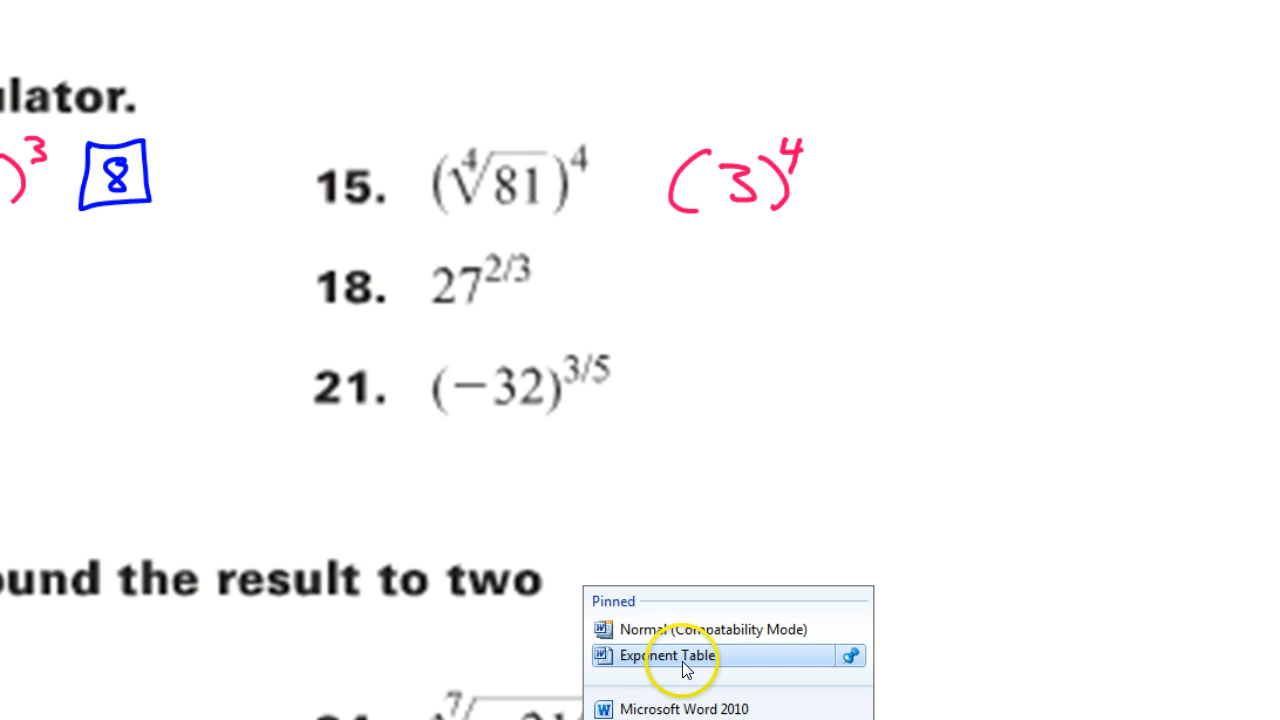 ulator.
)³ 8 15. (∜81)⁴ (3)⁴
18. 27^{2/3}
21. (−32)^{3/5}
ound the result to two
Pinned
Normal (Compatability Mode)
Exponent Table
Microsoft Word 2010